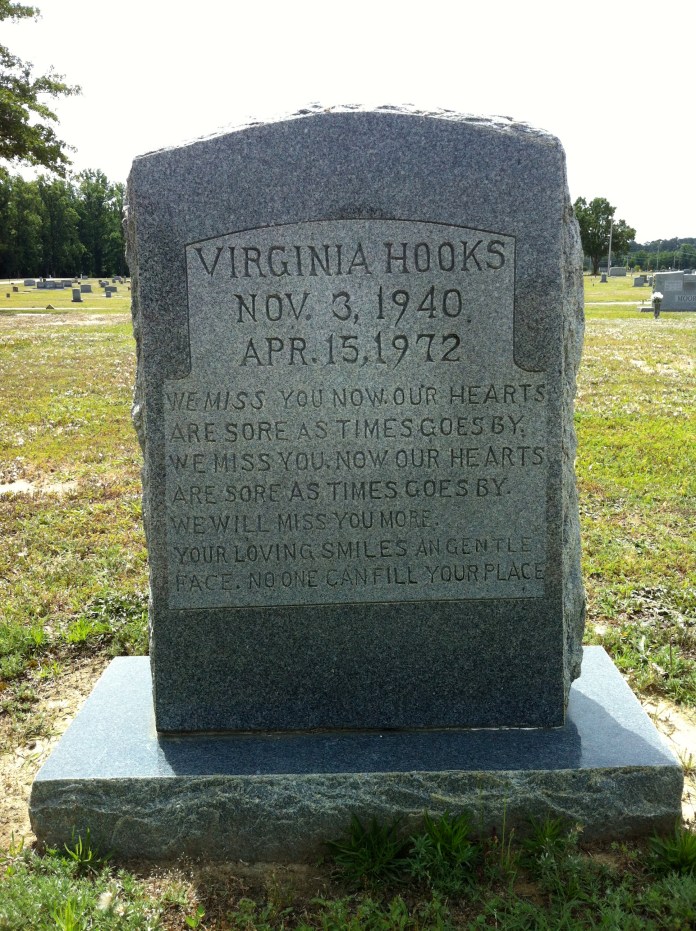 VIRGINIA HOOKS
NOV. 3, 1940.
APR. 15, 1972
WE MISS YOU NOW. OUR HEARTS
ARE SORE AS TIMES GOES BY.
WE MISS YOU. NOW OUR HEARTS
ARE SORE AS TIMES GOES BY.
WE WILL MISS YOU MORE.
YOUR LOVING SMILES AN GENTLE
FACE. NO ONE CAN FILL YOUR PLACE